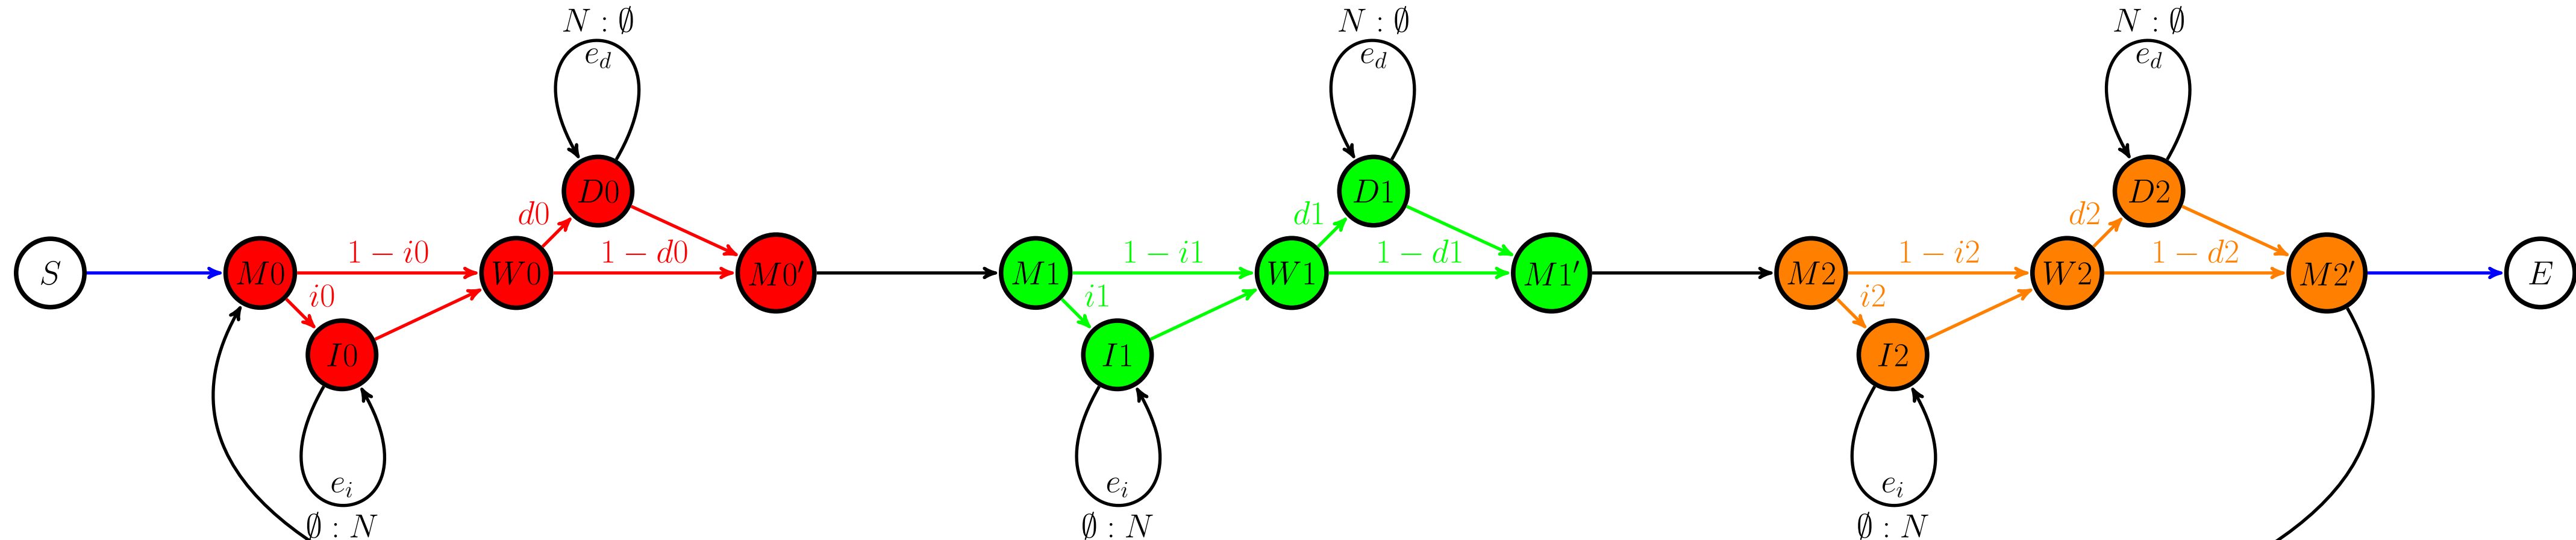 N : ∅ N : ∅ N : ∅
e_d e_d e_d
D0 D1 D2
d0 d1 d2
1 − i0 1 − d0 1 − i1 1 − d1 1 − i2 1 − d2
S M0 W0 M0′ M1 W1 M1′ M2 W2 M2′ E
i0 i1 i2
I0 I1 I2
e_i e_i e_i
∅ : N ∅ : N ∅ : N